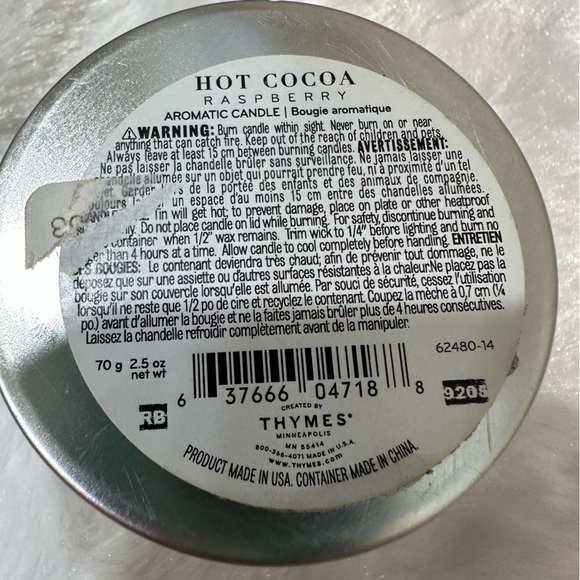 HOT COCOA
RASPBERRY
AROMATIC CANDLE | Bougie aromatique
⚠WARNING: Burn candle within sight. Never burn on or near
anything that can catch fire. Keep out of the reach of children and pets.
Always leave at least 15 cm between burning candles. AVERTISSEMENT:
Ne pas laisser la chandelle brûler sans surveillance. Ne jamais laisser une
allumée sur un objet qui pourrait prendre feu, ni à proximité d'un tel
de la portée des enfants et des animaux de compagnie.
un espace d'au moins 15 cm entre des chandelles allumées.
Tin will get hot; to prevent damage, place on plate or other heatproof
Do not place candle on lid while burning. For safety, discontinue burning and
container when 1/2" wax remains. Trim wick to 1/4" before lighting and burn no
than 4 hours at a time. Allow candle to cool completely before handling. ENTRETIEN
BOUGIES: Le contenant deviendra très chaud; afin de prévenir tout dommage, ne le
déposez que sur une assiette ou d'autres surfaces résistantes à la chaleur.Ne placez pas la
bougie sur son couvercle lorsqu'elle est allumée. Par souci de sécurité, cessez l'utilisation
lorsqu'il ne reste que 1/2 po de cire et recyclez le contenant. Coupez la mèche à 0,7 cm (¼
po.) avant d'allumer la bougie et ne la faites jamais brûler plus de 4 heures consécutives.
Laissez la chandelle refroidir complètement avant de la manipuler.
70 g 2.5 oz
net wt
62480-14
6 37666 04718 8
RB
9208
CREATED BY
THYMES®
MINNEAPOLIS
MN 55414
800-366-4071 MADE IN U.S.A.
www.THYMES.com
PRODUCT MADE IN USA. CONTAINER MADE IN CHINA.